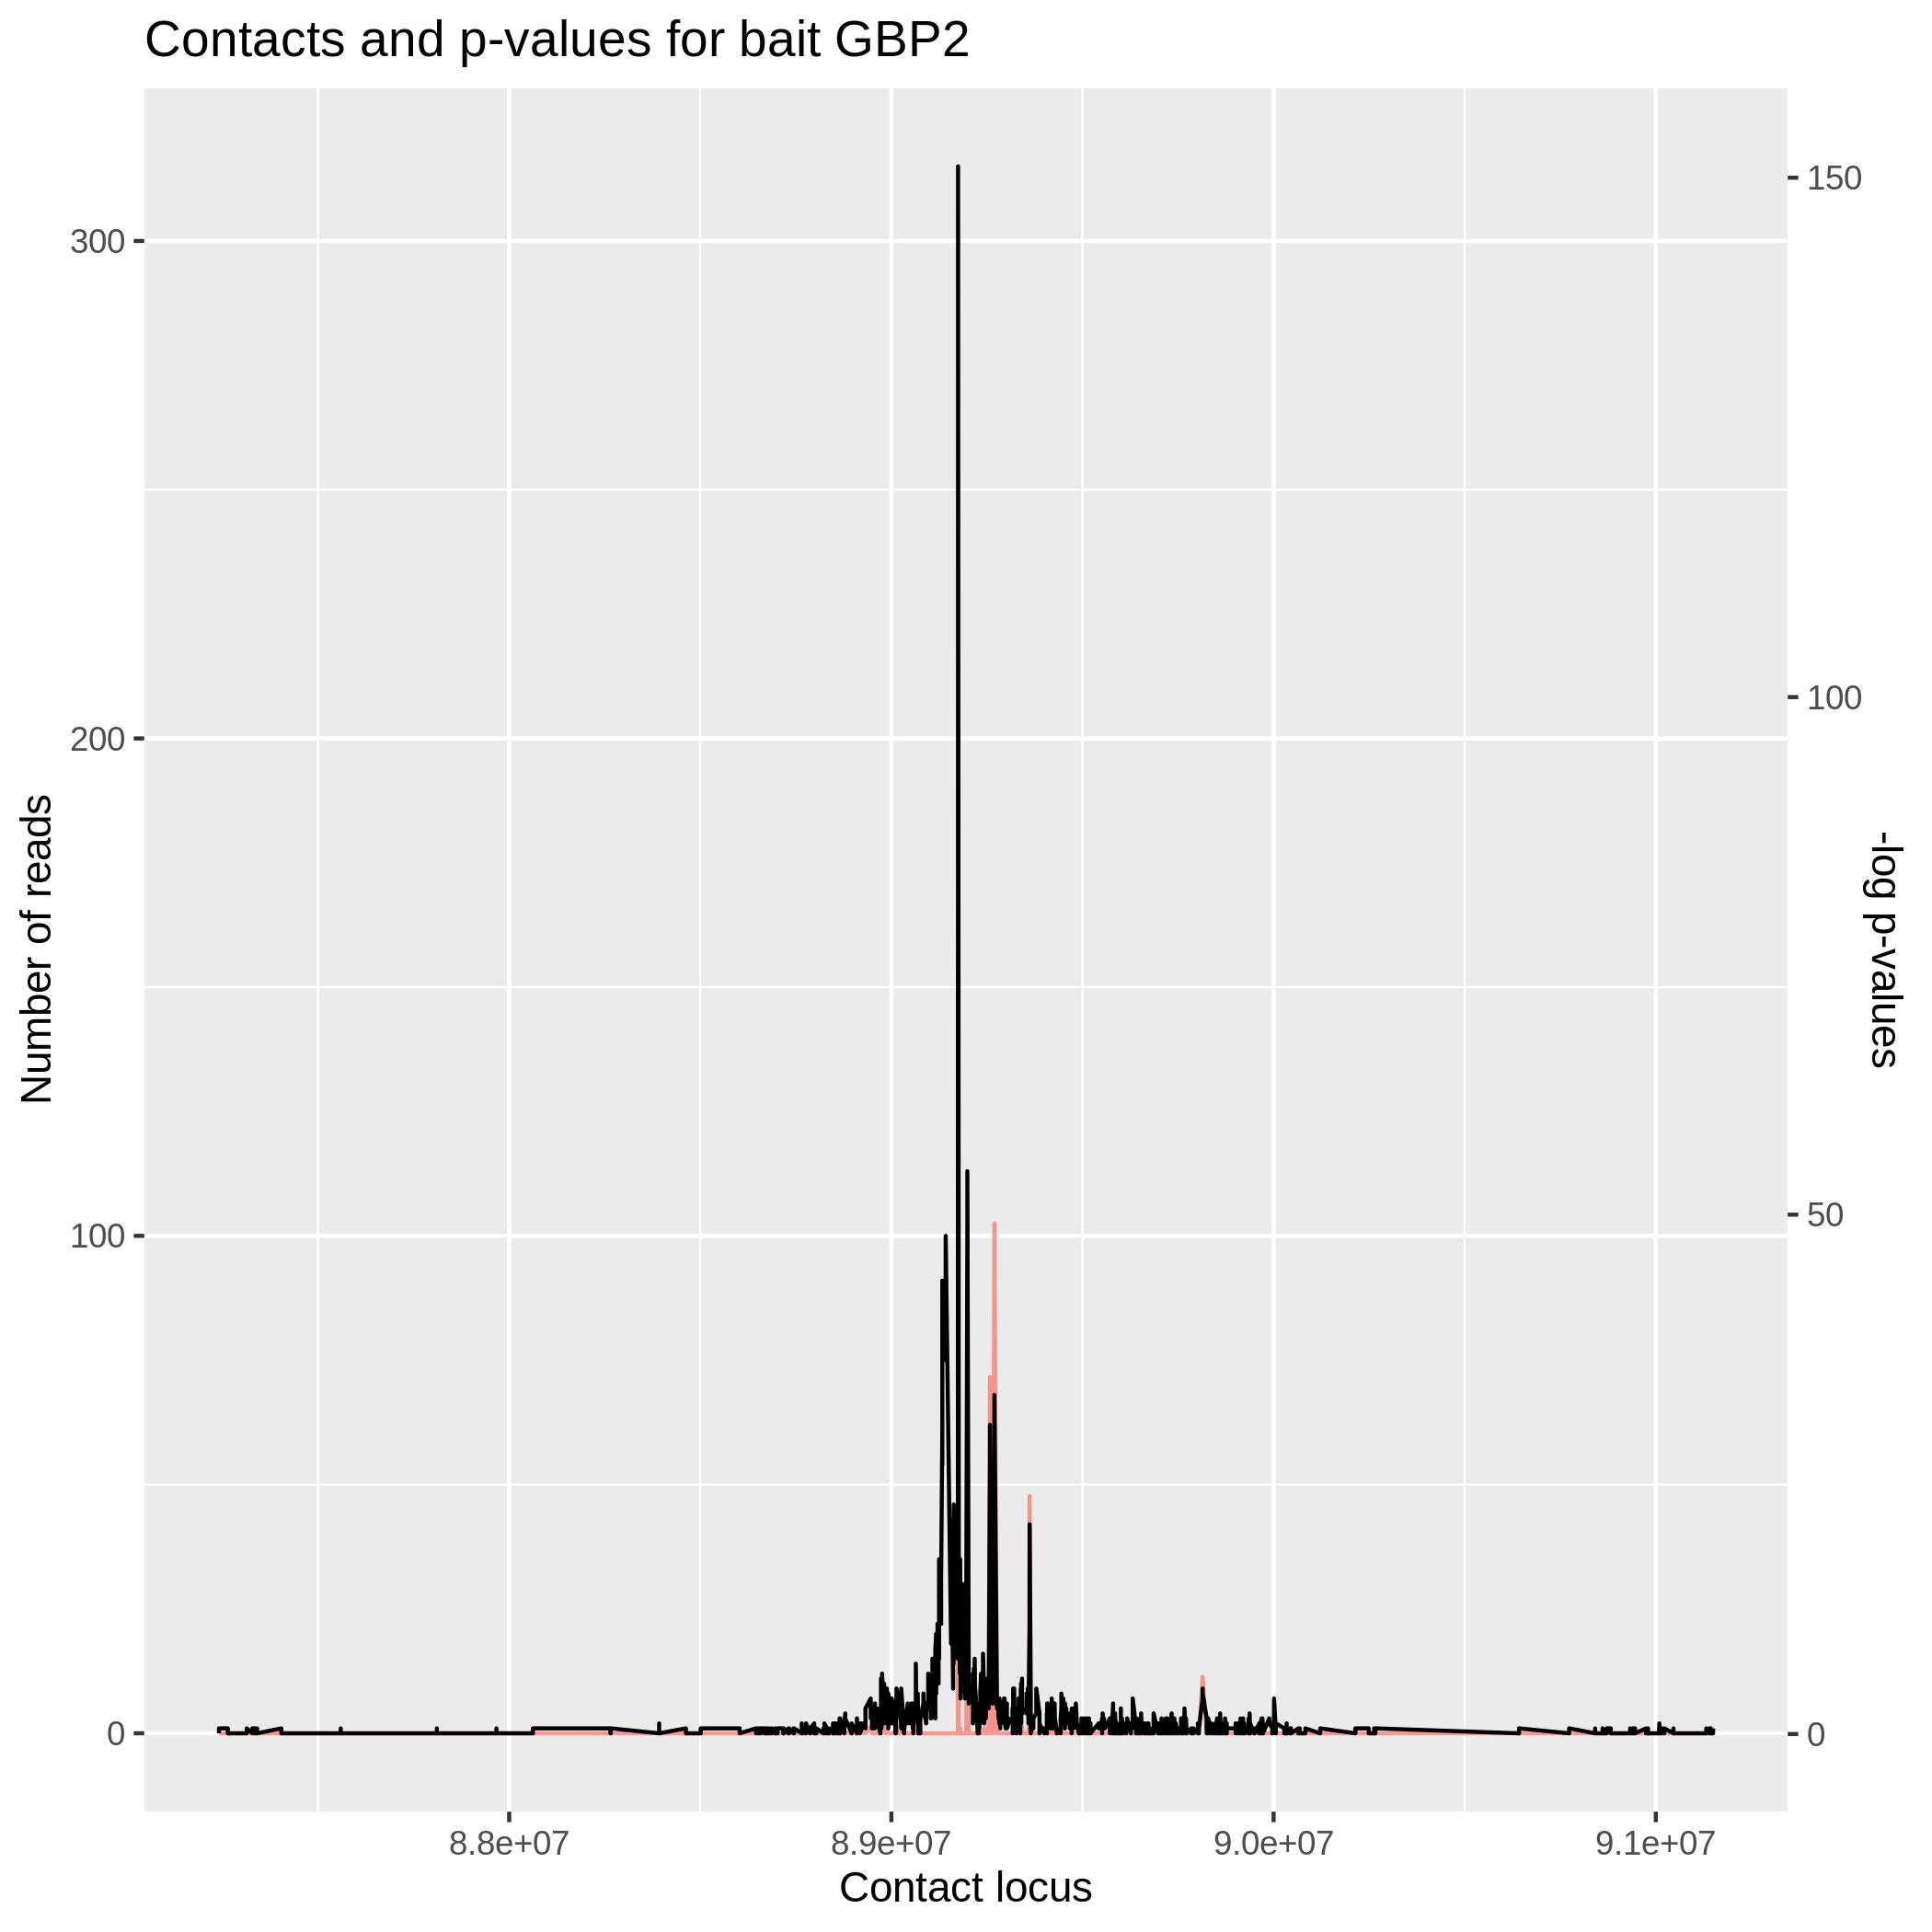 Contacts and p-values for bait GBP2
300
200
100
0
Number of reads
150
100
50
0
-log p-values
8.8e+07
8.9e+07
9.0e+07
9.1e+07
Contact locus